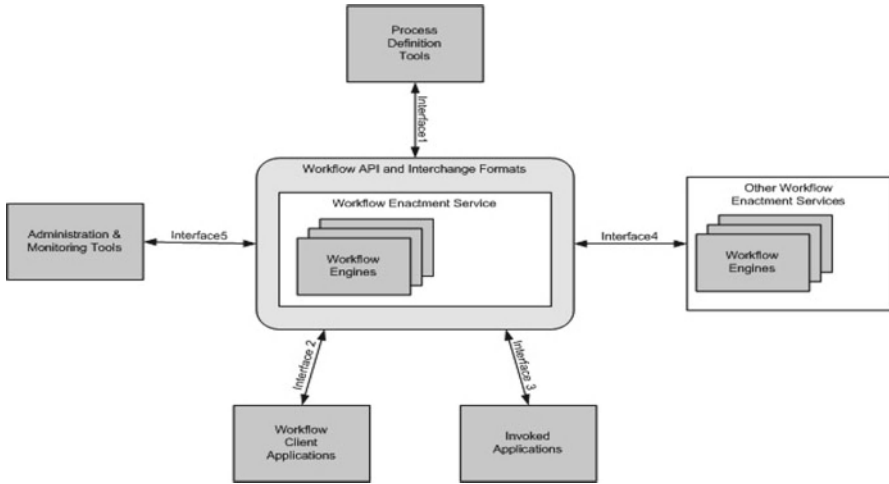 Process
Definition
Tools
Interface1
Workflow API and Interchange Formats
Workflow Enactment Service
Workflow
Engines
Administration &
Monitoring Tools
Interface5
Interface4
Other Workflow
Enactment Services
Workflow
Engines
Interface 2
Interface 3
Workflow
Client
Applications
Invoked
Applications